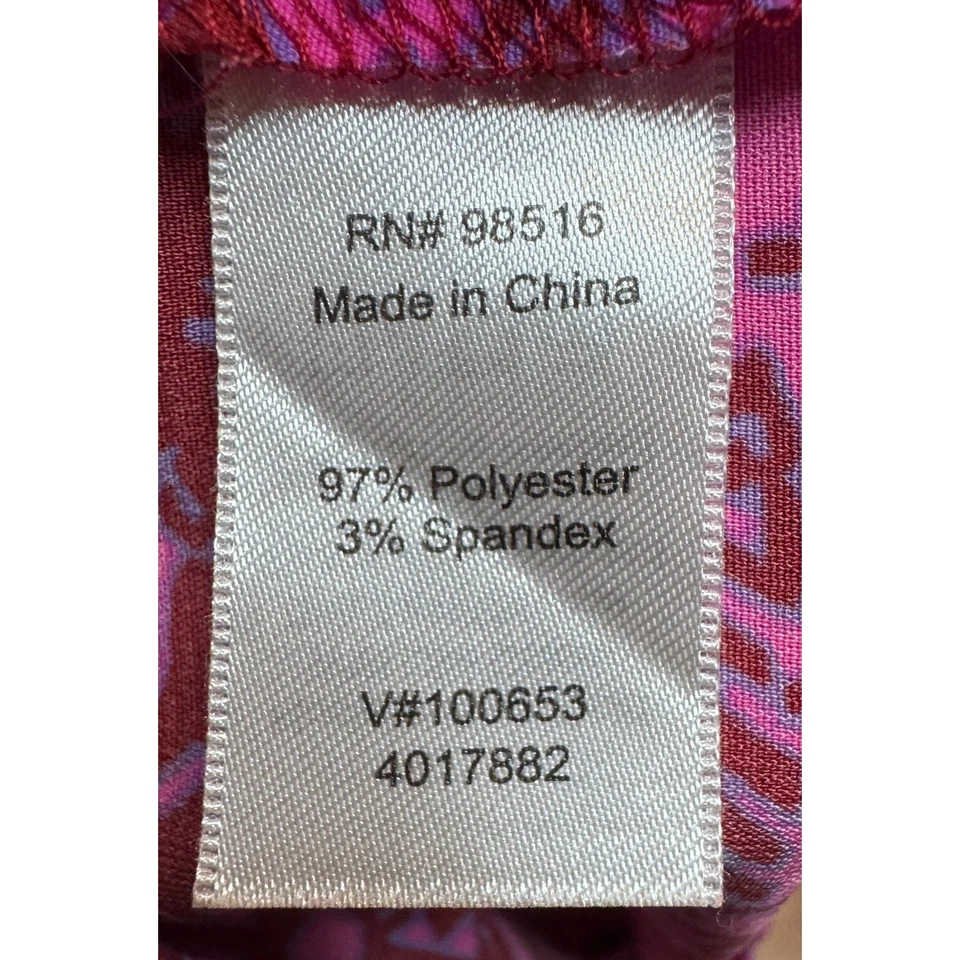 RN# 98516
Made in China
97% Polyester
3% Spandex
V#100653
4017882